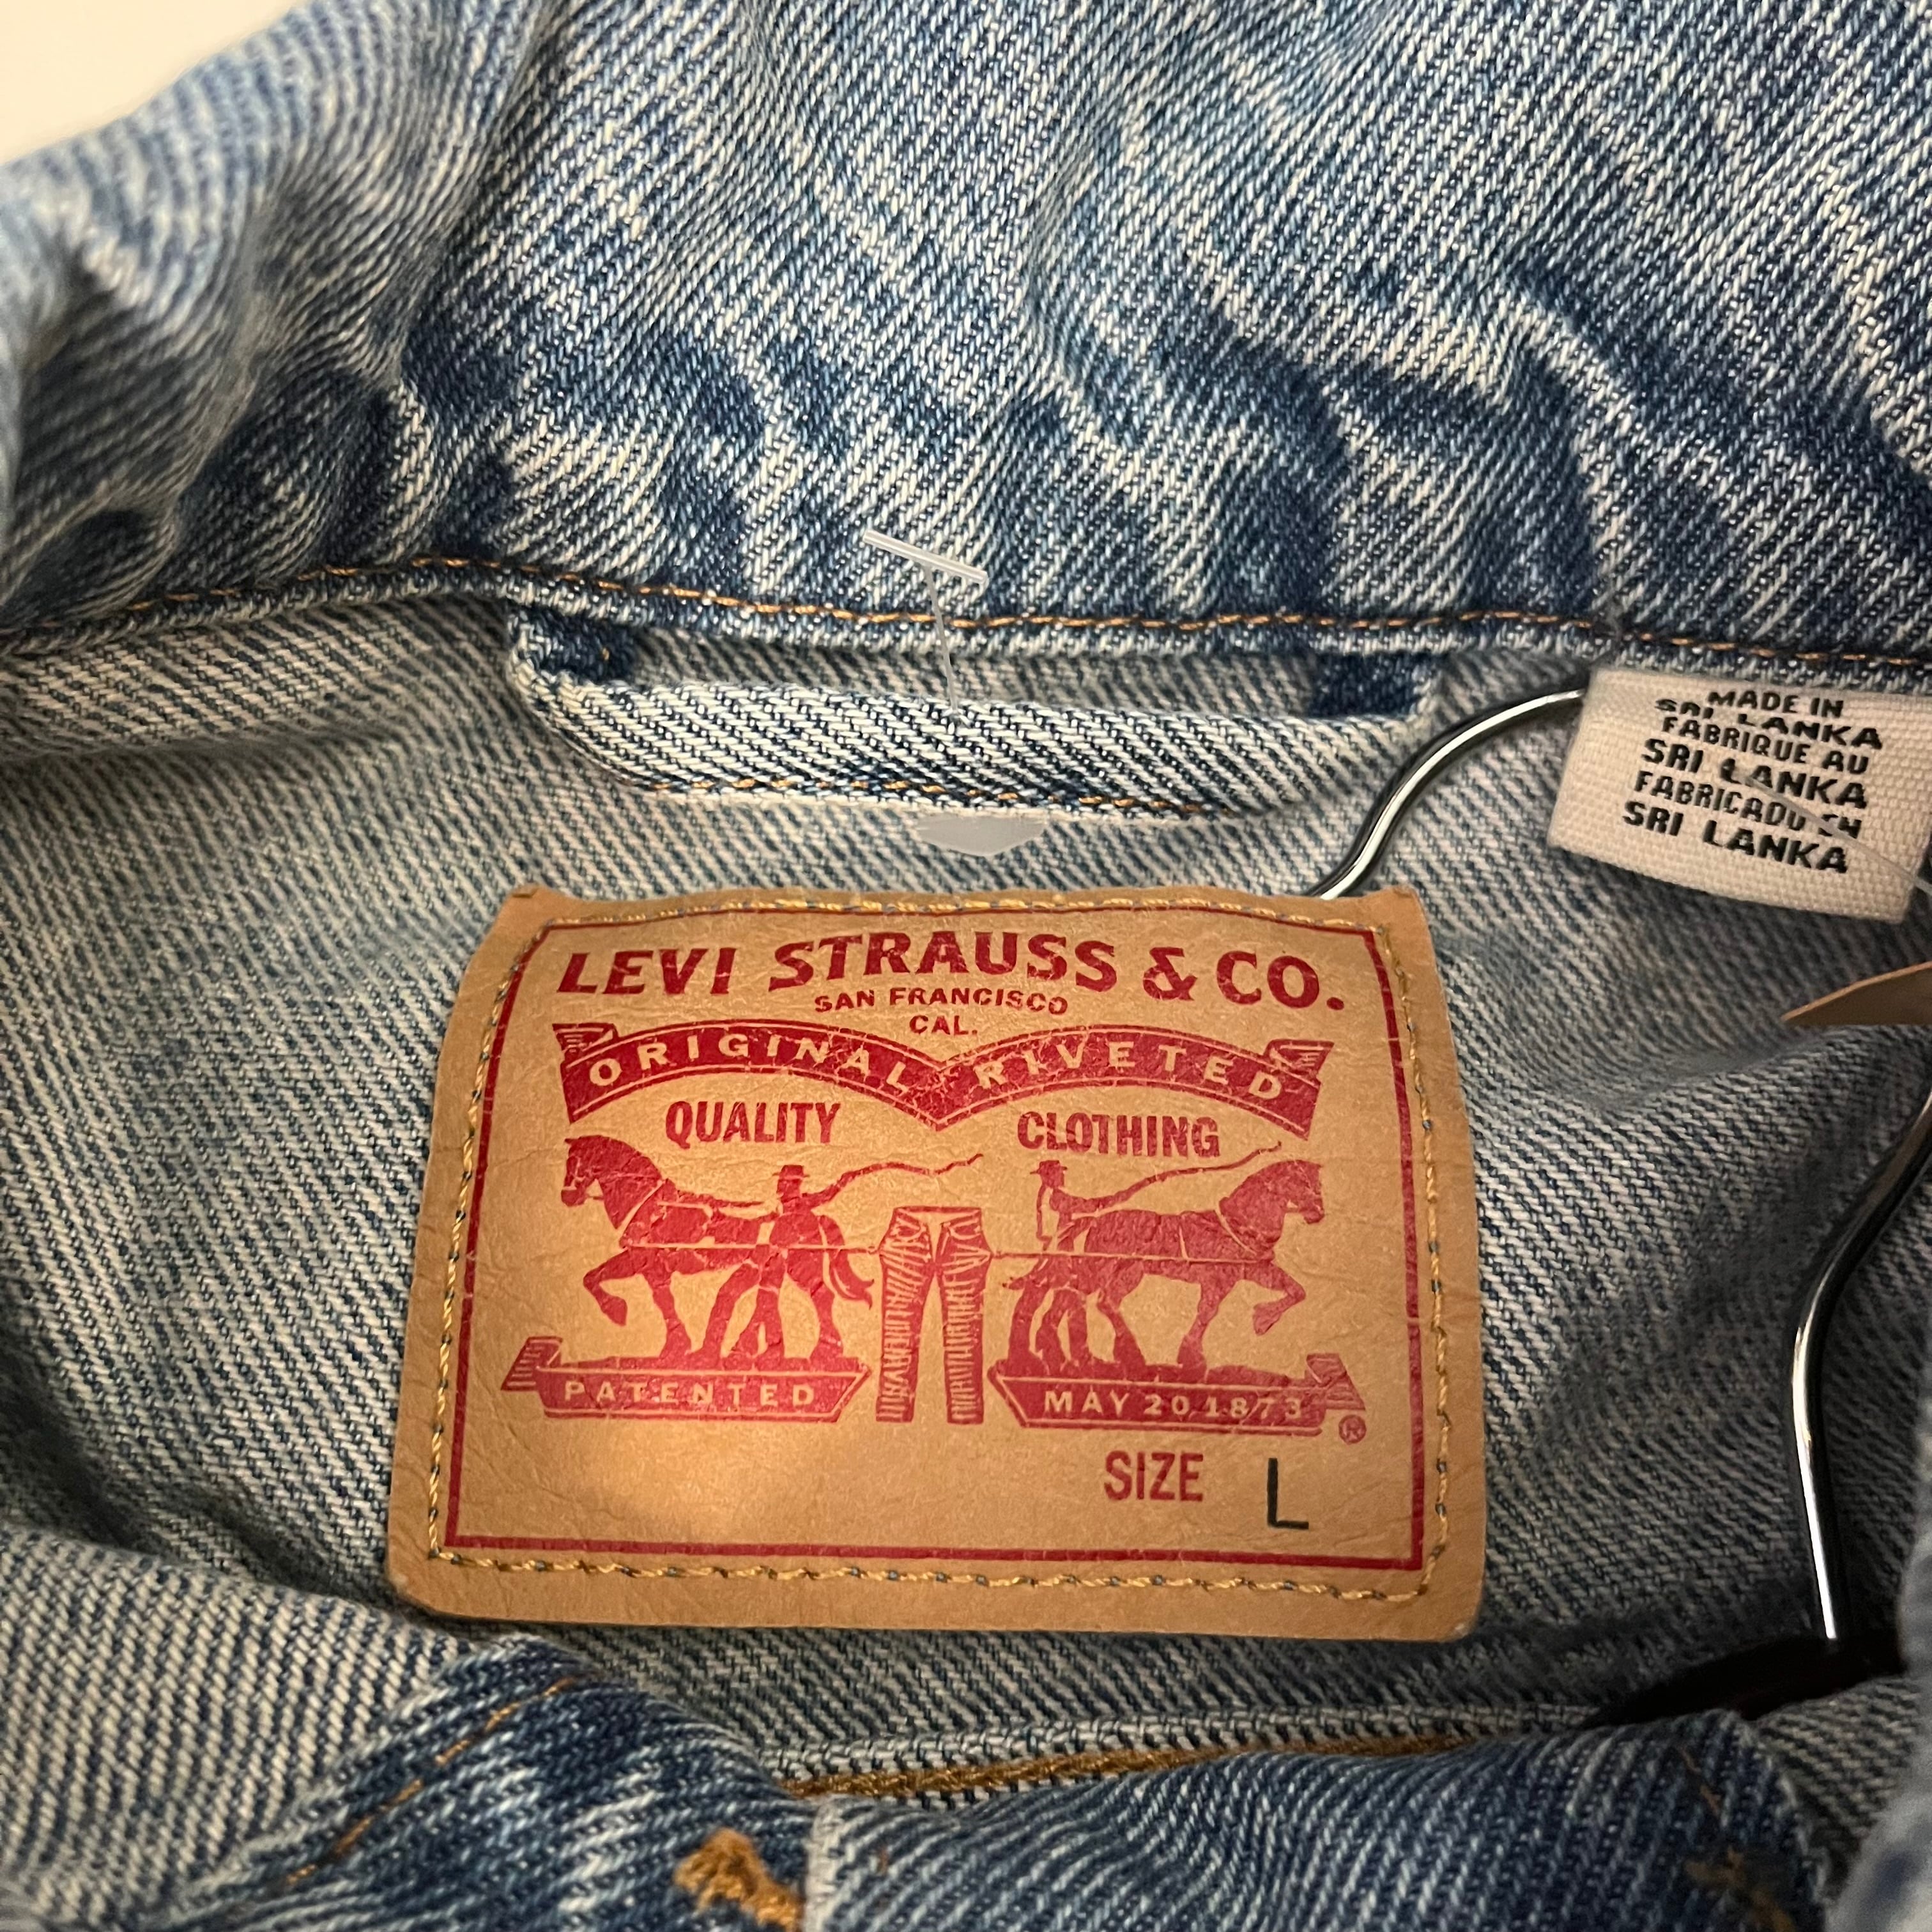 MADE IN
SRI LANKA
FABRIQUE AU
SRI LANKA
FABRICADO EN
SRI LANKA
LEVI STRAUSS & CO.
SAN FRANCISCO
CAL.
ORIGINAL RIVETED
QUALITY CLOTHING
PATENTED MAY 20 1873 ®
SIZE L